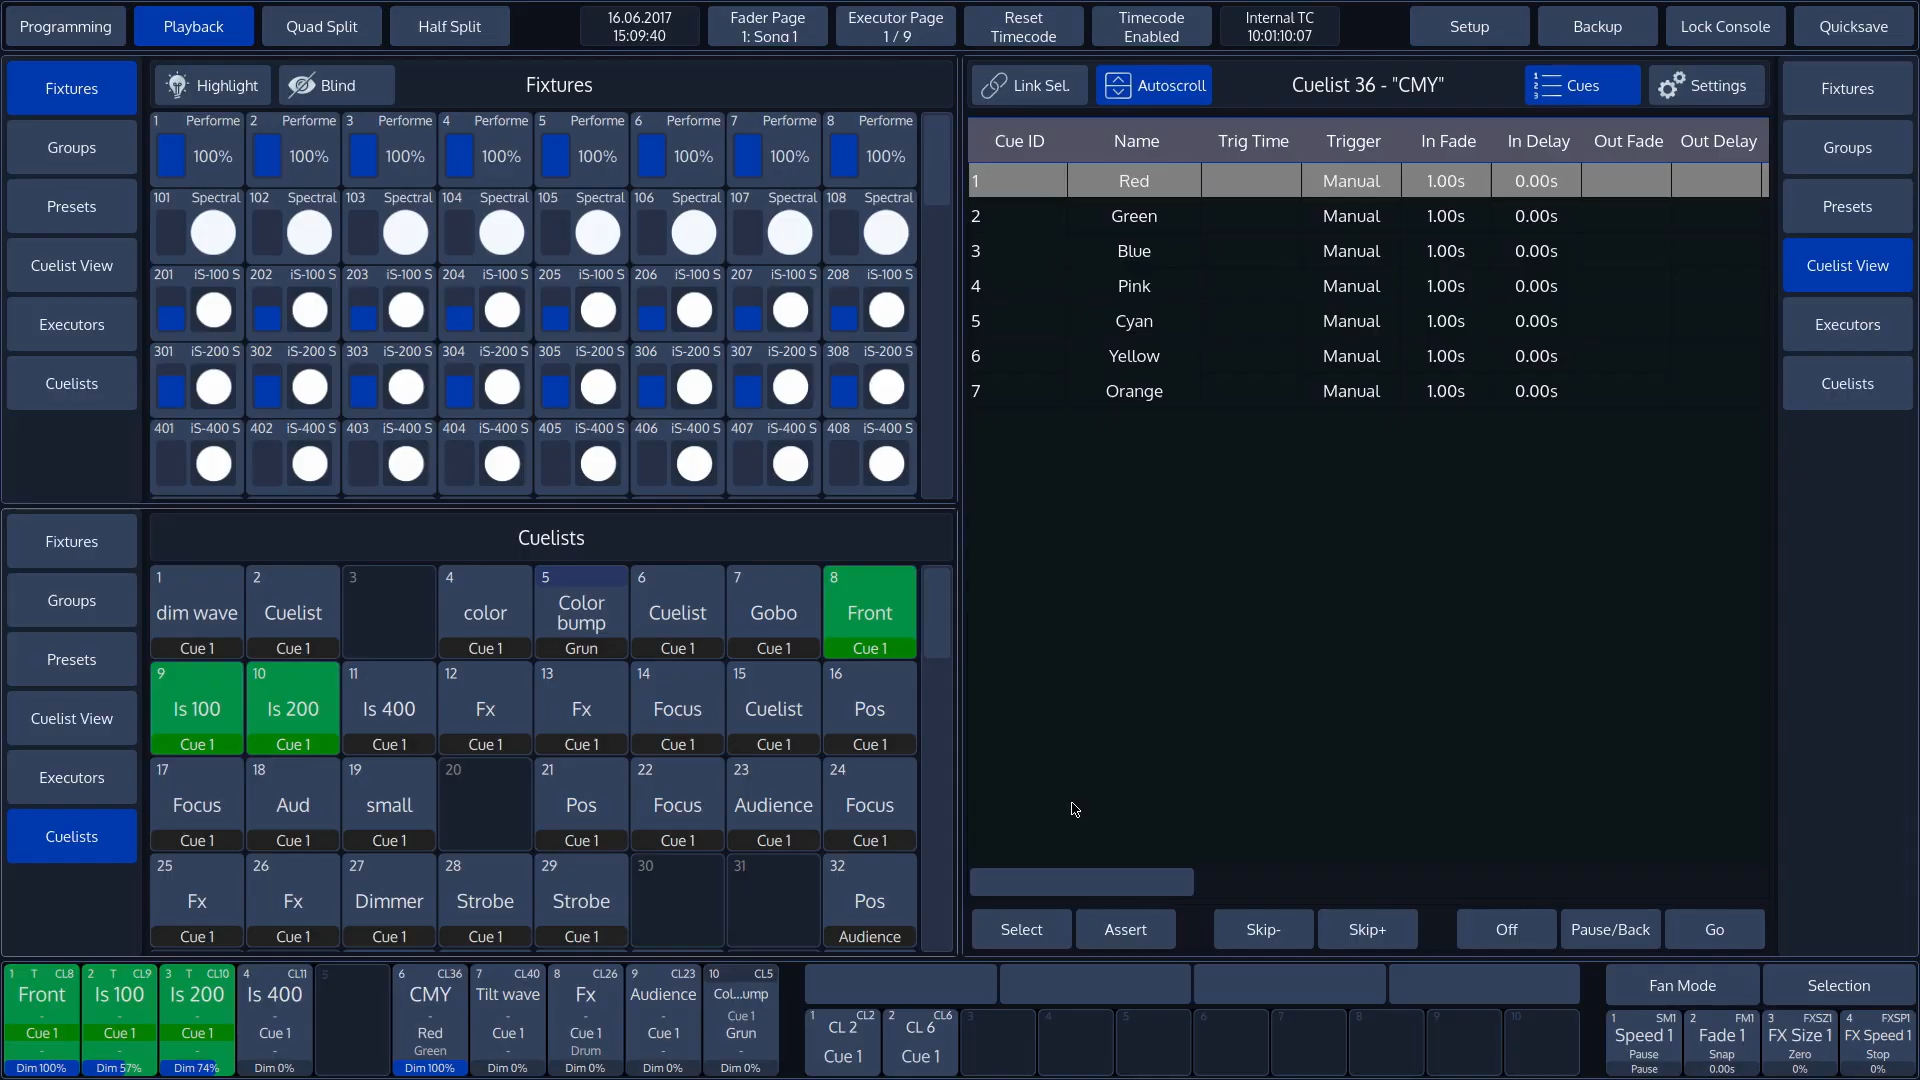 Programming Playback Quad Split Half Split 16.06.2017 15:09:40 Fader Page 1: Song 1 Executor Page 1 / 9 Reset Timecode Timecode Enabled Internal TC 10:01:10:07 Setup Backup Lock Console Quicksave
Fixtures
Groups
Presets
Cuelist View
Executors
Cuelists
Highlight Blind Fixtures
1 Performe 2 Performe 3 Performe 4 Performe 5 Performe 6 Performe 7 Performe 8 Performe
100% 100% 100% 100% 100% 100% 100% 100%
101 Spectral 102 Spectral 103 Spectral 104 Spectral 105 Spectral 106 Spectral 107 Spectral 108 Spectral
201 iS-100 S 202 iS-100 S 203 iS-100 S 204 iS-100 S 205 iS-100 S 206 iS-100 S 207 iS-100 S 208 iS-100 S
301 iS-200 S 302 iS-200 S 303 iS-200 S 304 iS-200 S 305 iS-200 S 306 iS-200 S 307 iS-200 S 308 iS-200 S
401 iS-400 S 402 iS-400 S 403 iS-400 S 404 iS-400 S 405 iS-400 S 406 iS-400 S 407 iS-400 S 408 iS-400 S
Link Sel. Autoscroll Cuelist 36 - "CMY" Cues Settings
Cue ID Name Trig Time Trigger In Fade In Delay Out Fade Out Delay
1 Red Manual 1.00s 0.00s
2 Green Manual 1.00s 0.00s
3 Blue Manual 1.00s 0.00s
4 Pink Manual 1.00s 0.00s
5 Cyan Manual 1.00s 0.00s
6 Yellow Manual 1.00s 0.00s
7 Orange Manual 1.00s 0.00s
Select Assert Skip- Skip+ Off Pause/Back Go
Fixtures
Groups
Presets
Cuelist View
Executors
Cuelists
Fixtures
Groups
Presets
Cuelist View
Executors
Cuelists
Cuelists
1 2 3 4 5 6 7 8
dim wave Cuelist color Color bump Cuelist Gobo Front
Cue 1 Cue 1 Cue 1 Grun Cue 1 Cue 1 Cue 1
9 10 11 12 13 14 15 16
Is 100 Is 200 Is 400 Fx Fx Focus Cuelist Pos
Cue 1 Cue 1 Cue 1 Cue 1 Cue 1 Cue 1 Cue 1 Cue 1
17 18 19 20 21 22 23 24
Focus Aud small Pos Focus Audience Focus
Cue 1 Cue 1 Cue 1 Cue 1 Cue 1 Cue 1 Cue 1
25 26 27 28 29 30 31 32
Fx Fx Dimmer Strobe Strobe Pos
Cue 1 Cue 1 Cue 1 Cue 1 Cue 1 Audience
1 T CL8 2 T CL9 3 T CL10 4 CL11 5 6 CL36 7 CL40 8 CL26 9 CL23 10 CL5
Front Is 100 Is 200 Is 400 CMY Tilt wave Fx Audience Col...ump
- - - - - - - - Cue 1
Cue 1 Cue 1 Cue 1 Cue 1 Red Cue 1 Cue 1 Cue 1 Grun
- - - - Green - Drum - -
Dim 100% Dim 57% Dim 74% Dim 0% Dim 100% Dim 0% Dim 0% Dim 0% Dim 0%
1 CL2 2 CL6 3 4 5 6 7 8 9 10
CL 2 CL 6
Cue 1 Cue 1
Fan Mode Selection
1 SM1 2 FM1 3 FXSZ1 4 FXSP1
Speed 1 Fade 1 FX Size 1 FX Speed 1
Pause Snap Zero Stop
Pause 0.00s 0% 0%